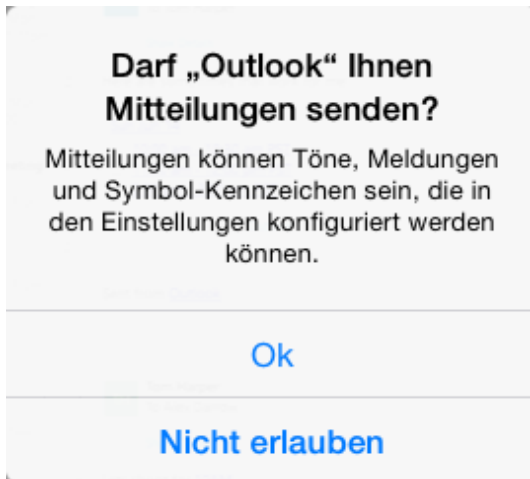 Darf „Outlook“ Ihnen
Mitteilungen senden?
Mitteilungen können Töne, Meldungen
und Symbol-Kennzeichen sein, die in
den Einstellungen konfiguriert werden
können.
Ok
Nicht erlauben